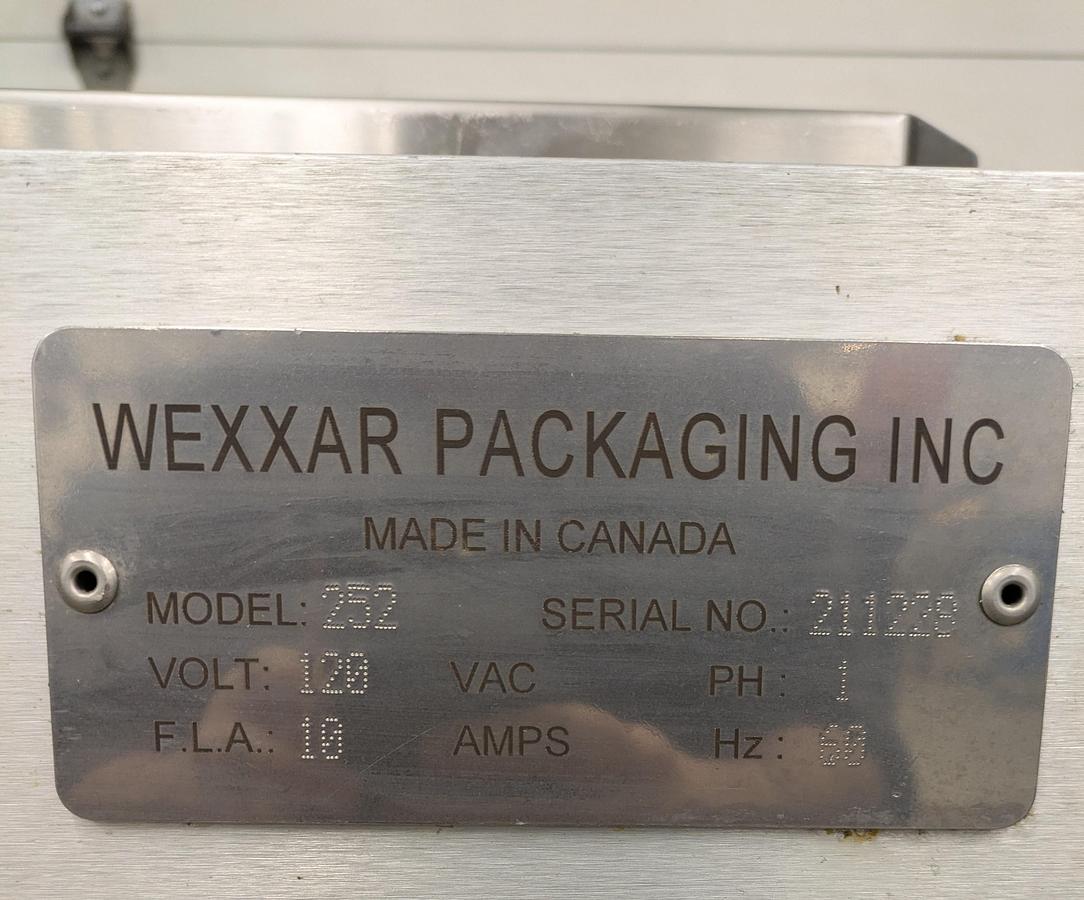 WEXXAR PACKAGING INC
MADE IN CANADA
MODEL: 252 SERIAL NO.: 211228
VOLT: 120 VAC PH : 1
F.L.A.: 10 AMPS Hz : 60